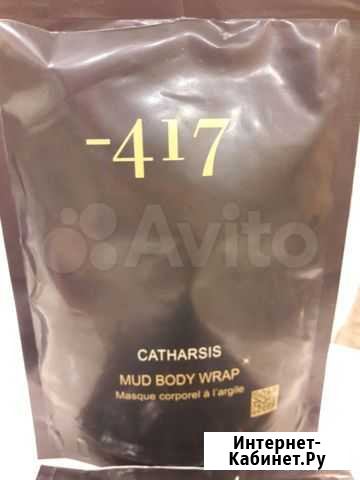 -417
Avito
CATHARSIS
MUD BODY WRAP
Masque corporel à l'argile
Интернет-
Кабинет.Ру